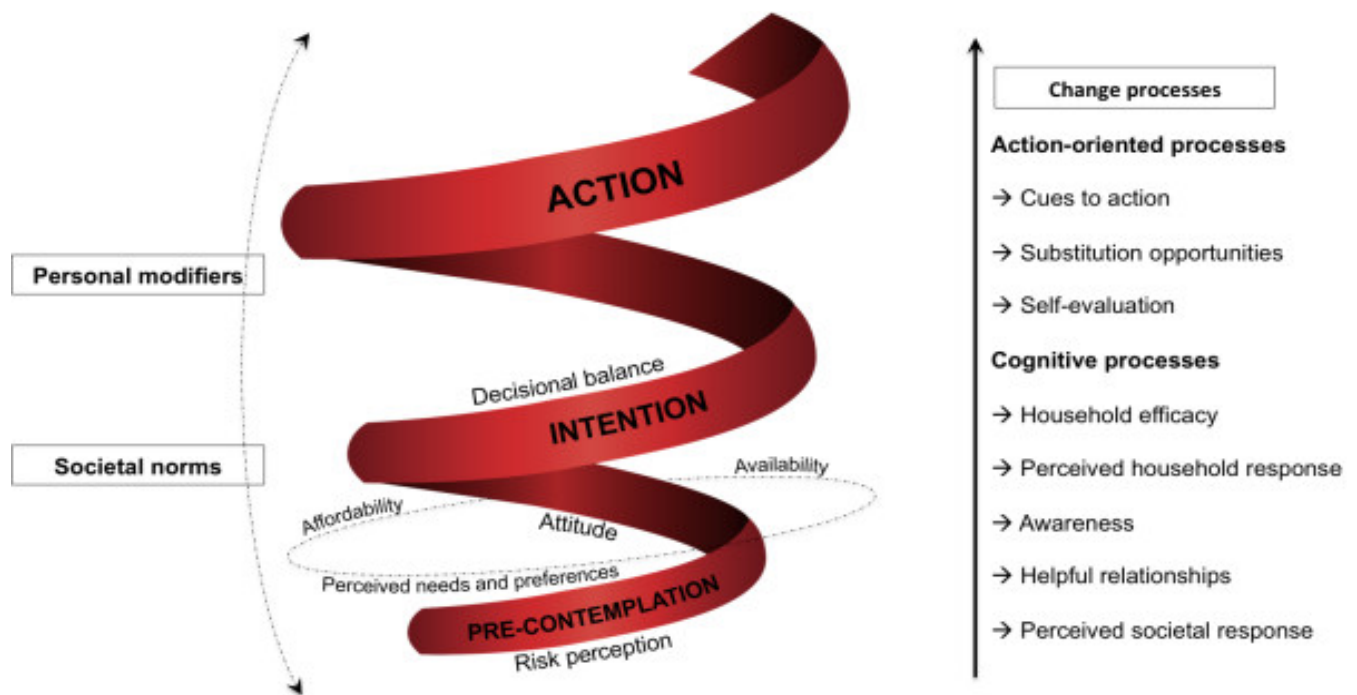 ACTION
Personal modifiers
Decisional balance
INTENTION
Societal norms
Availability
Affordability
Attitude
Perceived needs and preferences
PRE-CONTEMPLATION
Risk perception
Change processes
Action-oriented processes
→ Cues to action
→ Substitution opportunities
→ Self-evaluation
Cognitive processes
→ Household efficacy
→ Perceived household response
→ Awareness
→ Helpful relationships
→ Perceived societal response